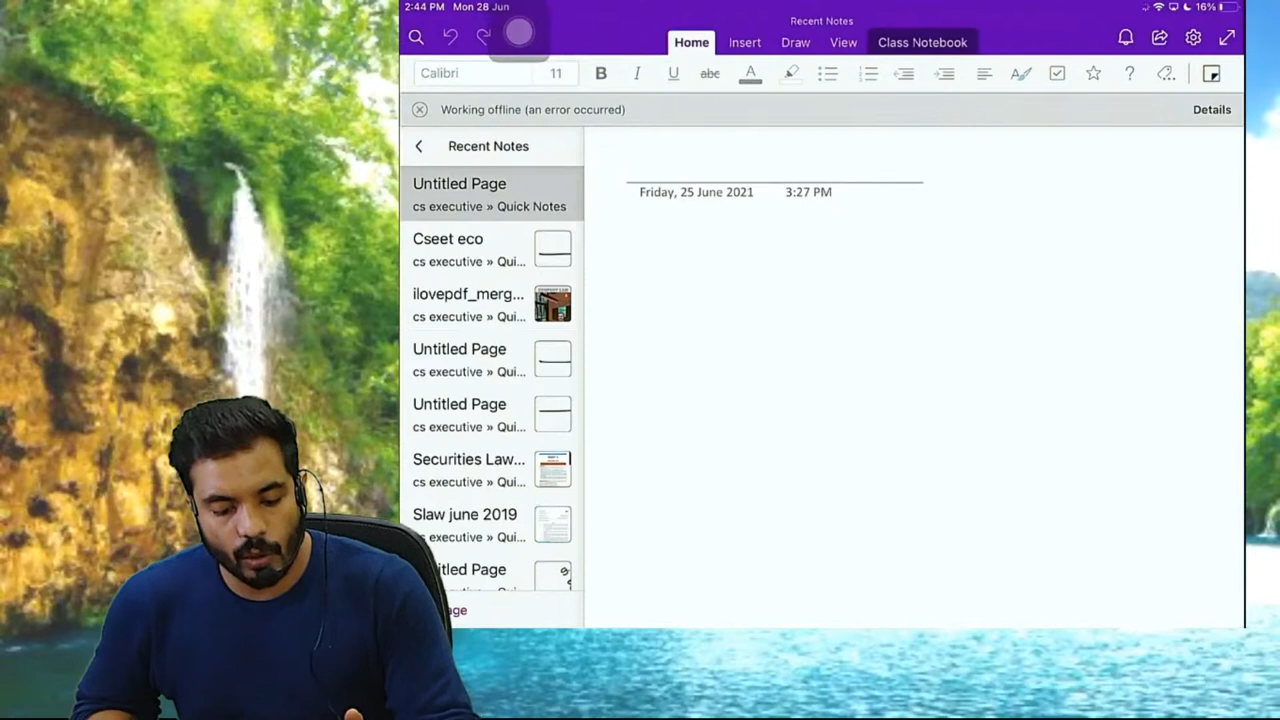 2:44 PM Mon 28 Jun
16%
Recent Notes
Home Insert Draw View Class Notebook
Calibri 11 B I U abc A
Working offline (an error occurred) Details
Recent Notes
Untitled Page
cs executive » Quick Notes
Friday, 25 June 2021 3:27 PM
Cseet eco
cs executive » Qui...
ilovepdf_merg...
cs executive » Qui...
Untitled Page
cs executive » Qui...
Untitled Page
cs executive » Qui...
Securities Law...
cs executive » Qui...
Slaw june 2019
cs executive » Qui...
titled Page